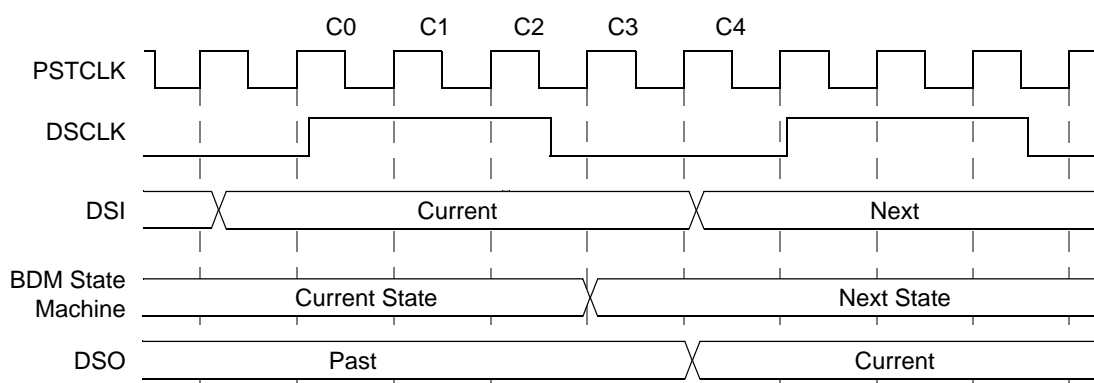 C0 C1 C2 C3 C4
PSTCLK
DSCLK
DSI Current Next
BDM State
Machine Current State Next State
DSO Past Current